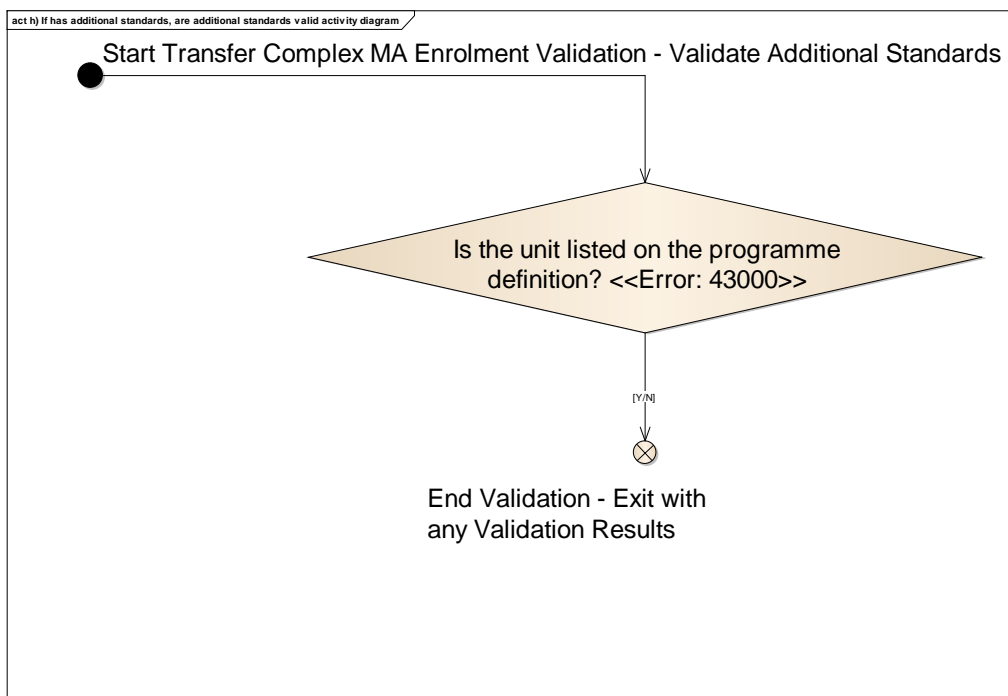 act h) If has additional standards, are additional standards valid activity diagram
Start Transfer Complex MA Enrolment Validation - Validate Additional Standards
Is the unit listed on the programme
definition? <<Error: 43000>>
[Y/N]
End Validation - Exit with
any Validation Results